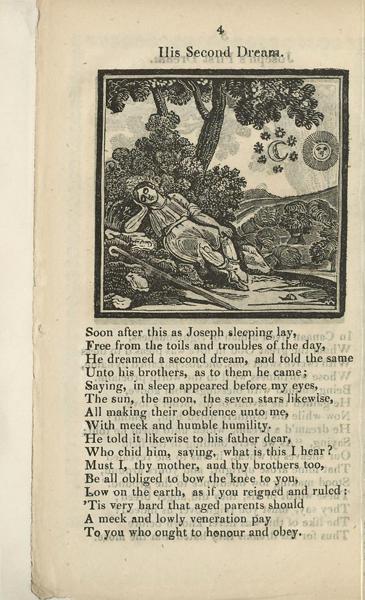 4
His Second Dream.
Soon after this as Joseph sleeping lay,
Free from the toils and troubles of the day,
He dreamed a second dream, and told the same
Unto his brothers, as to them he came;
Saying, in sleep appeared before my eyes,
The sun, the moon, the seven stars likewise,
All making their obedience unto me,
With meek and humble humility.
He told it likewise to his father dear,
Who chid him, saying, what is this I hear?
Must I, thy mother, and thy brothers too,
Be all obliged to bow the knee to you,
Low on the earth, as if you reigned and ruled:
'Tis very hard that aged parents should
A meek and lowly veneration pay
To you who ought to honour and obey.